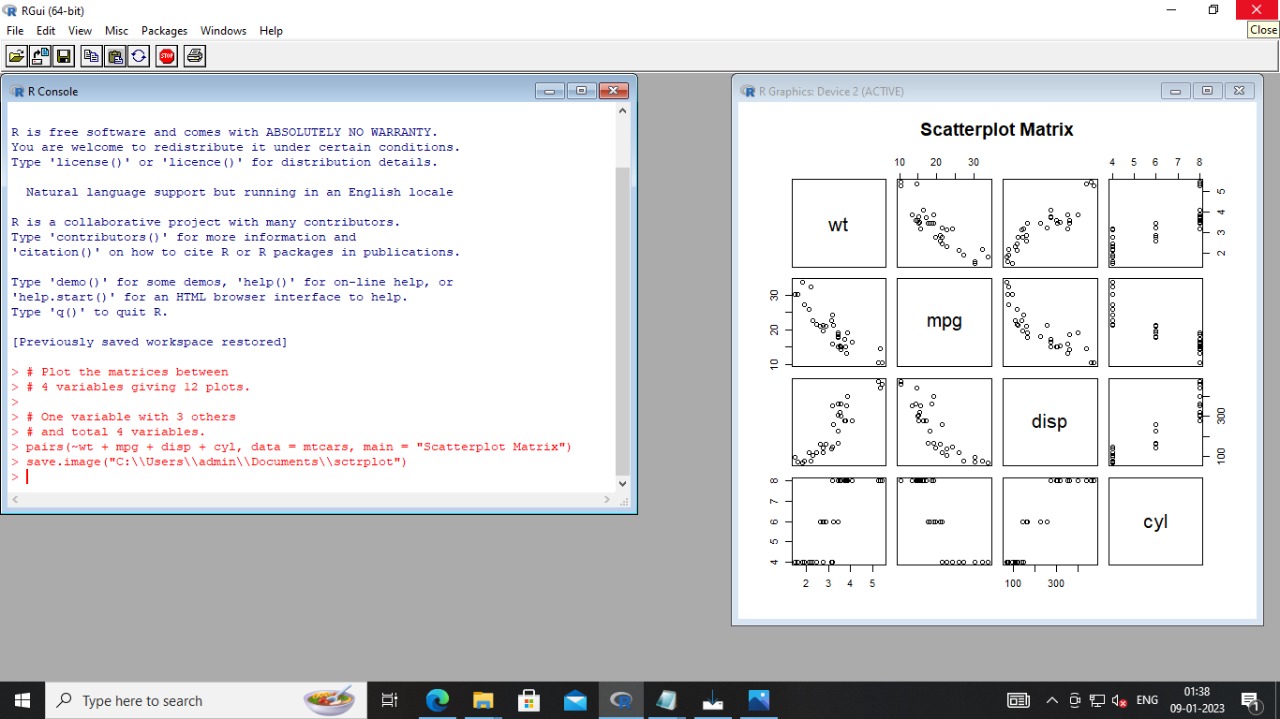 RGui (64-bit)
File Edit View Misc Packages Windows Help
Close
STOP
R Console
R is free software and comes with ABSOLUTELY NO WARRANTY.
You are welcome to redistribute it under certain conditions.
Type 'license()' or 'licence()' for distribution details.
Natural language support but running in an English locale
R is a collaborative project with many contributors.
Type 'contributors()' for more information and
'citation()' on how to cite R or R packages in publications.
Type 'demo()' for some demos, 'help()' for on-line help, or
'help.start()' for an HTML browser interface to help.
Type 'q()' to quit R.
[Previously saved workspace restored]
> # Plot the matrices between
> # 4 variables giving 12 plots.
>
> # One variable with 3 others
> # and total 4 variables.
> pairs(~wt + mpg + disp + cyl, data = mtcars, main = "Scatterplot Matrix")
> save.image("C:\\Users\\admin\\Documents\\sctrplot")
>
R Graphics: Device 2 (ACTIVE)
Scatterplot Matrix
10 20 30 4 5 6 7 8
wt
2 3 4 5
mpg
10 20 30
disp
100 300
cyl
4 5 6 7 8
2 3 4 5 100 300
Type here to search
ENG
01:38
09-01-2023
1